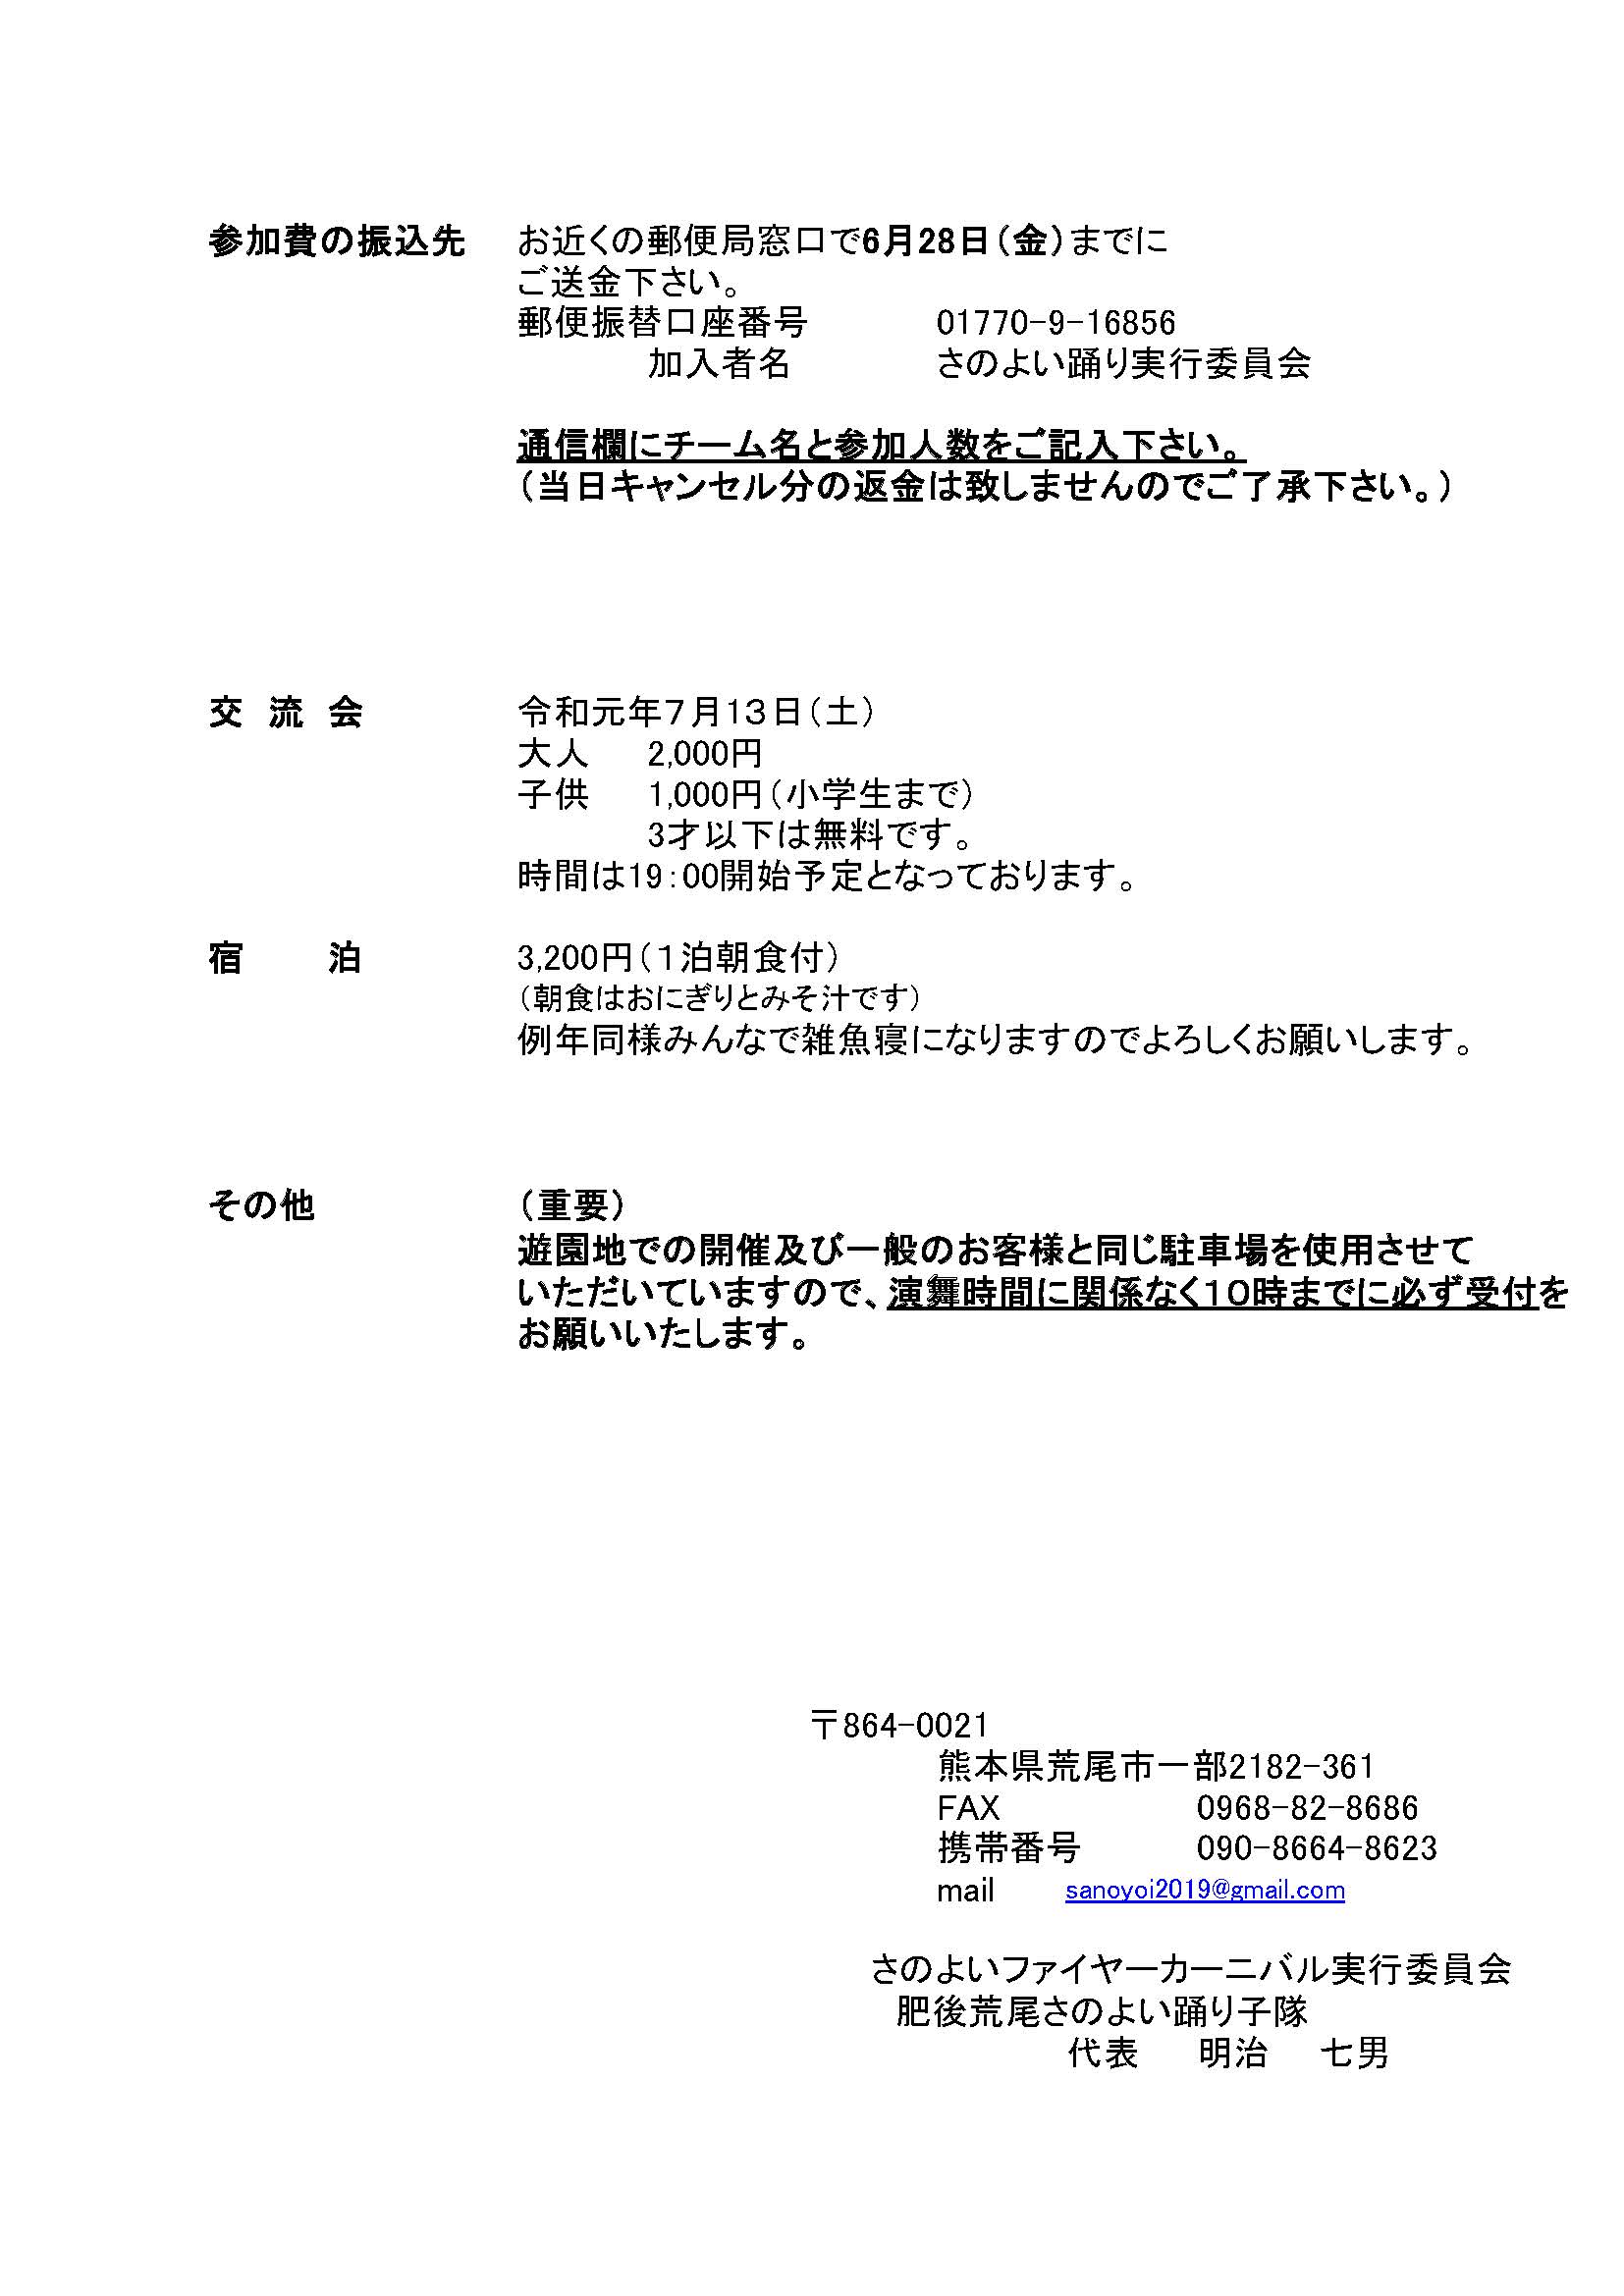 参加費の振込先　お近くの郵便局窓口で6月28日（金）までに
ご送金下さい。
郵便振替口座番号　01770-9-16856
加入者名　さのよい踊り実行委員会
通信欄にチーム名と参加人数をご記入下さい。
（当日キャンセル分の返金は致しませんのでご了承下さい。）
交　流　会　令和元年７月１３日（土）
大人　2,000円
子供　1,000円（小学生まで）
3才以下は無料です。
時間は19：00開始予定となっております。
宿　　泊　3,200円（１泊朝食付）
（朝食はおにぎりとみそ汁です）
例年同様みんなで雑魚寝になりますのでよろしくお願いします。
その他　（重要）
遊園地での開催及び一般のお客様と同じ駐車場を使用させて
いただいていますので、演舞時間に関係なく１０時までに必ず受付を
お願いいたします。
〒864-0021
熊本県荒尾市一部2182-361
FAX　0968-82-8686
携帯番号　090-8664-8623
mail　sanoyoi2019@gmail.com
さのよいファイヤーカーニバル実行委員会
肥後荒尾さのよい踊り子隊
代表　明治　七男